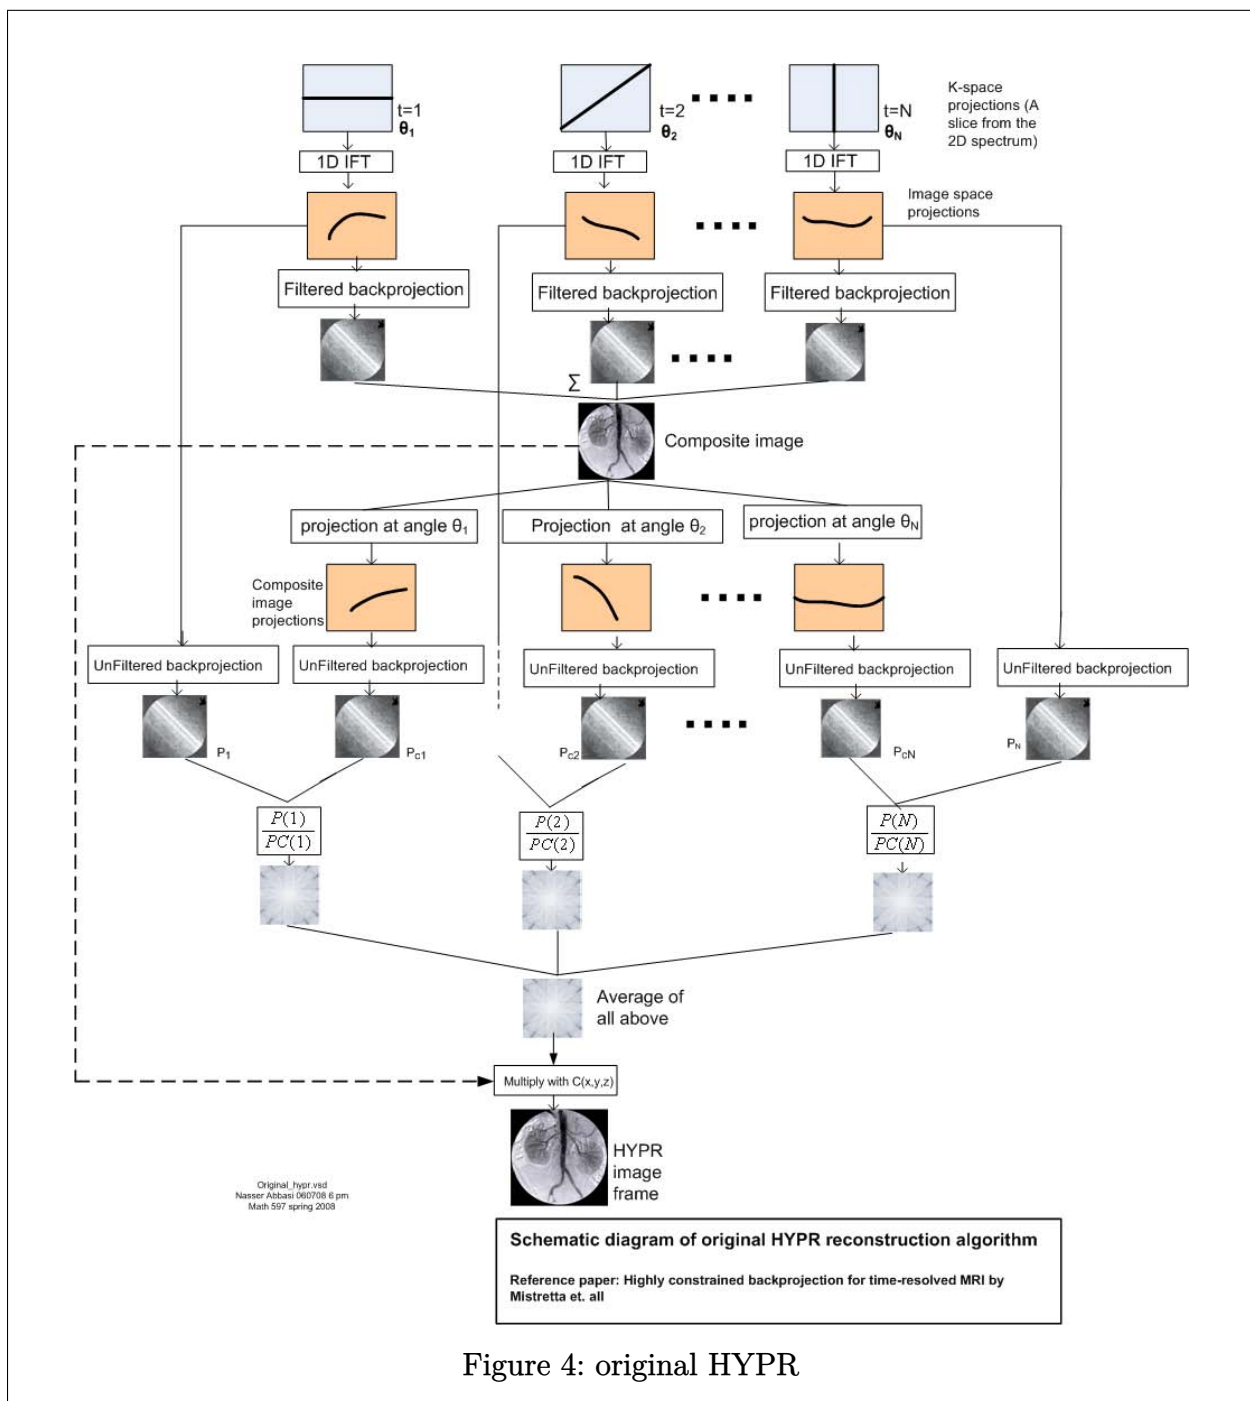 t=1
θ1
t=2
θ2
t=N
θN
K-space
projections (A
slice from the
2D spectrum)
1D IFT
1D IFT
1D IFT
Image space
projections
Filtered backprojection
Filtered backprojection
Filtered backprojection
Σ
Composite image
projection at angle θ1
Projection at angle θ2
projection at angle θN
Composite
image
projections
UnFiltered backprojection
UnFiltered backprojection
UnFiltered backprojection
UnFiltered backprojection
UnFiltered backprojection
P1
Pc1
Pc2
PcN
PN
P(1)
PC(1)
P(2)
PC(2)
P(N)
PC(N)
Average of
all above
Multiply with C(x,y,z)
HYPR
image
frame
Original_hypr.vsd
Nasser Abbasi 060708 6 pm
Math 597 spring 2008
Schematic diagram of original HYPR reconstruction algorithm
Reference paper: Highly constrained backprojection for time-resolved MRI by
Mistretta et. all
Figure 4: original HYPR